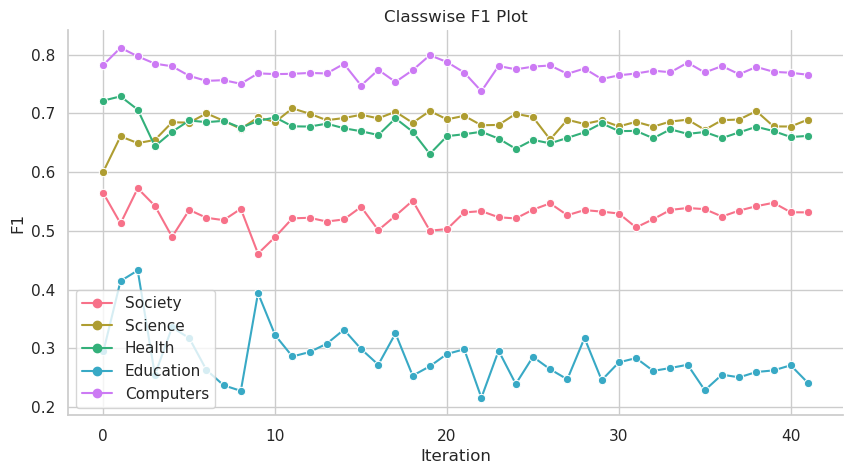 Classwise F1 Plot
F1
0.8
0.7
0.6
0.5
0.4
0.3
0.2
Society
Science
Health
Education
Computers
0 10 20 30 40
Iteration